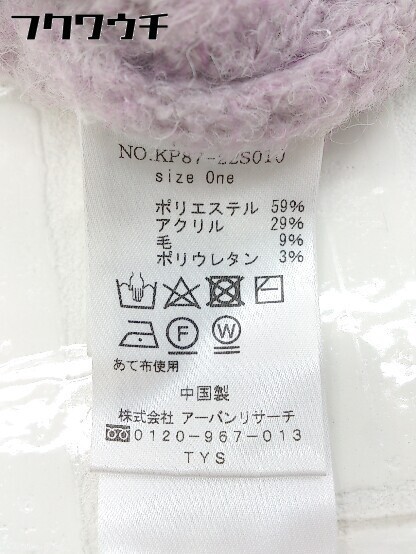 フクワウチ
NO.KP87-22S010
size One
ポリエステル 59%
アクリル 29%
毛 9%
ポリウレタン 3%
F W
あて布使用
中国製
株式会社 アーバンリサーチ
0120-967-013
TYS